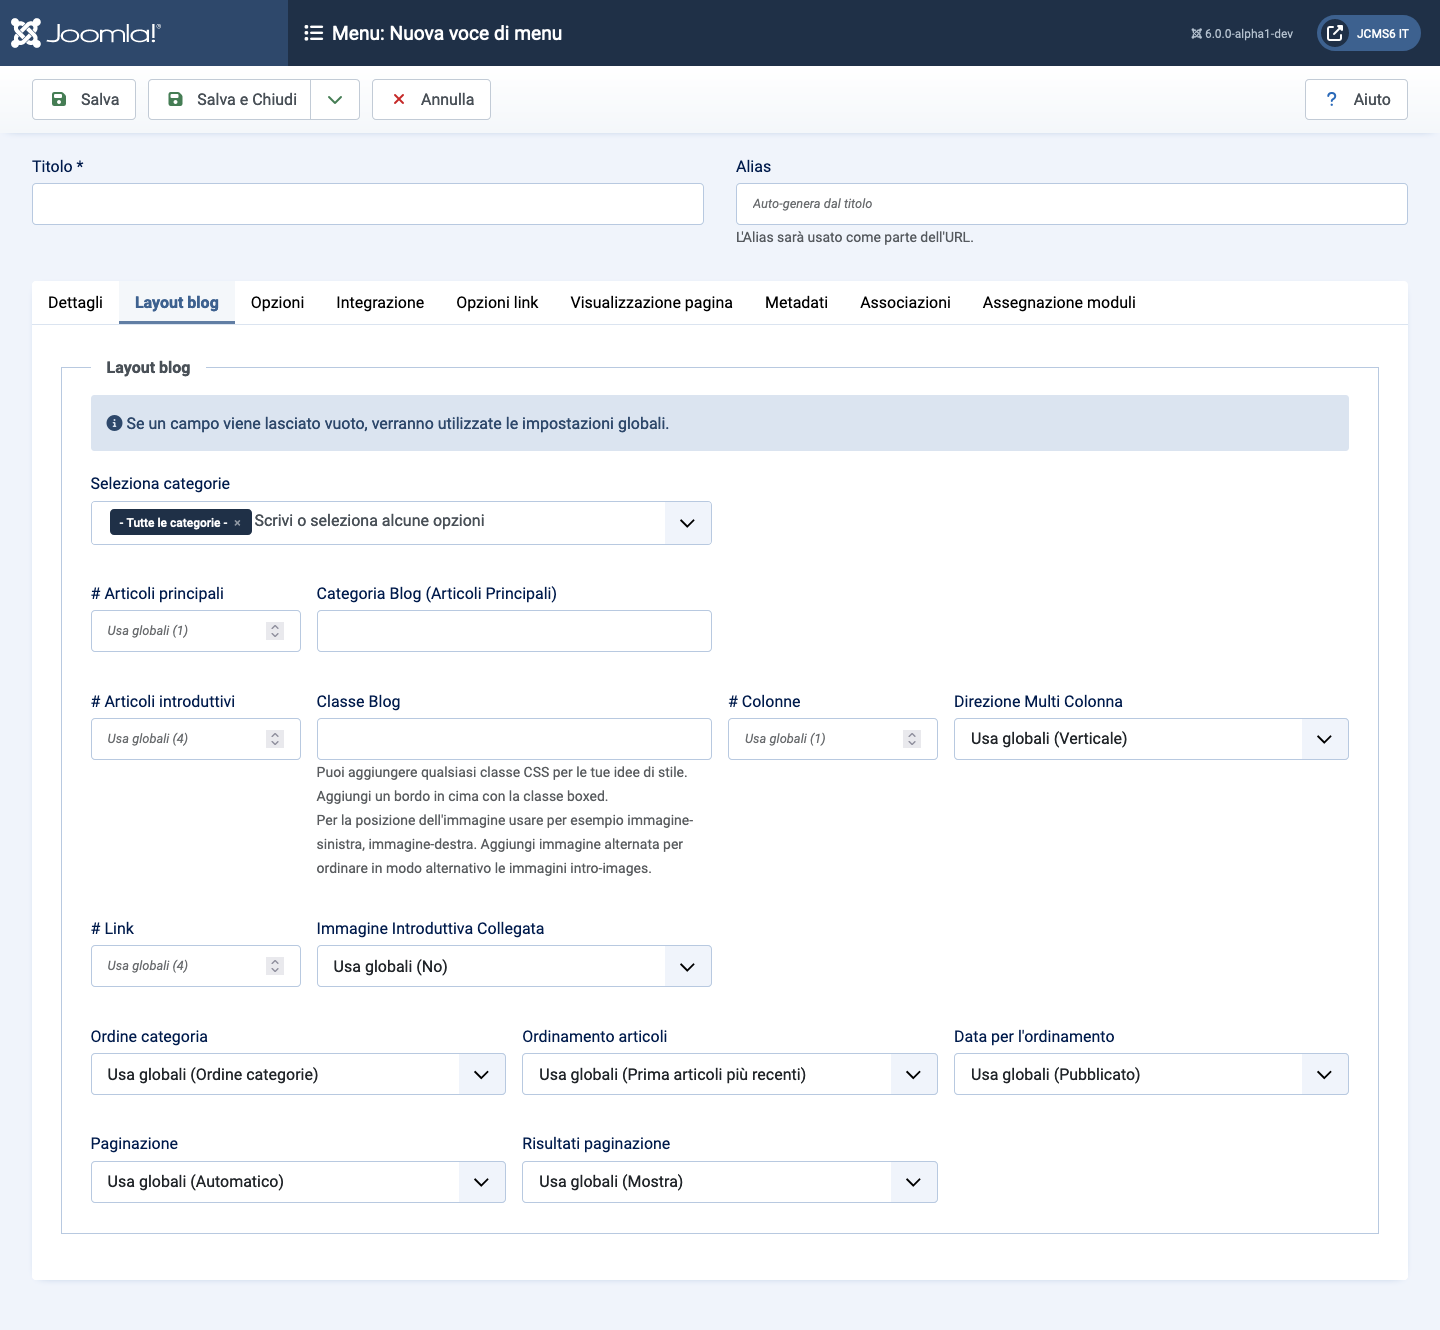 Joomla!®
Menu: Nuova voce di menu
6.0.0-alpha1-dev
JCMS6 IT
Salva
Salva e Chiudi
Annulla
? Aiuto
Titolo *
Alias
Auto-genera dal titolo
L'Alias sarà usato come parte dell'URL.
Dettagli
Layout blog
Opzioni
Integrazione
Opzioni link
Visualizzazione pagina
Metadati
Associazioni
Assegnazione moduli
Layout blog
Se un campo viene lasciato vuoto, verranno utilizzate le impostazioni globali.
Seleziona categorie
- Tutte le categorie - × Scrivi o seleziona alcune opzioni
# Articoli principali
Categoria Blog (Articoli Principali)
Usa globali (1)
# Articoli introduttivi
Classe Blog
# Colonne
Direzione Multi Colonna
Usa globali (4)
Usa globali (1)
Usa globali (Verticale)
Puoi aggiungere qualsiasi classe CSS per le tue idee di stile.
Aggiungi un bordo in cima con la classe boxed.
Per la posizione dell'immagine usare per esempio immagine-
sinistra, immagine-destra. Aggiungi immagine alternata per
ordinare in modo alternativo le immagini intro-images.
# Link
Immagine Introduttiva Collegata
Usa globali (4)
Usa globali (No)
Ordine categoria
Ordinamento articoli
Data per l'ordinamento
Usa globali (Ordine categorie)
Usa globali (Prima articoli più recenti)
Usa globali (Pubblicato)
Paginazione
Risultati paginazione
Usa globali (Automatico)
Usa globali (Mostra)